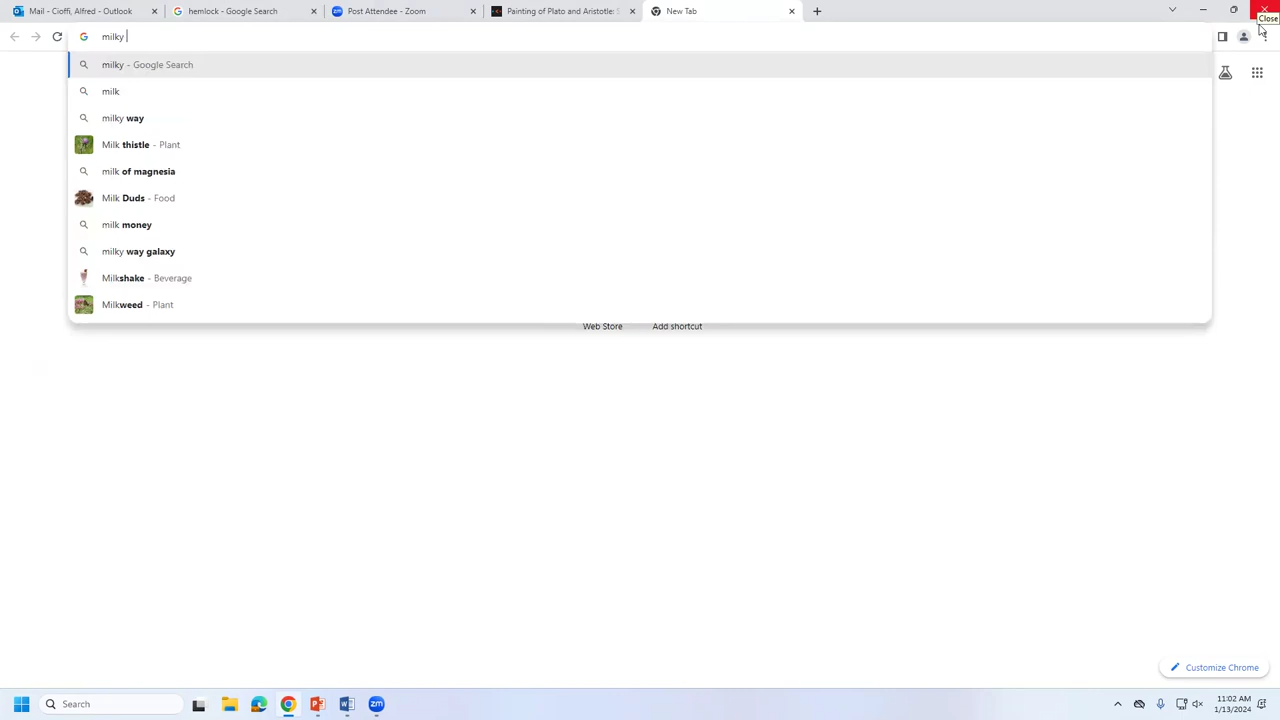 Mail - Cioffi, Alfred - Outlook
hemlock - Google Search
Post Attendee - Zoom
Painting of Plato and Aristotle: S
New Tab
Close
milky
milky - Google Search
milk
milky way
Milk thistle - Plant
milk of magnesia
Milk Duds - Food
milk money
milky way galaxy
Milkshake - Beverage
Milkweed - Plant
Web Store
Add shortcut
Customize Chrome
Search
zm
11:02 AM
1/13/2024